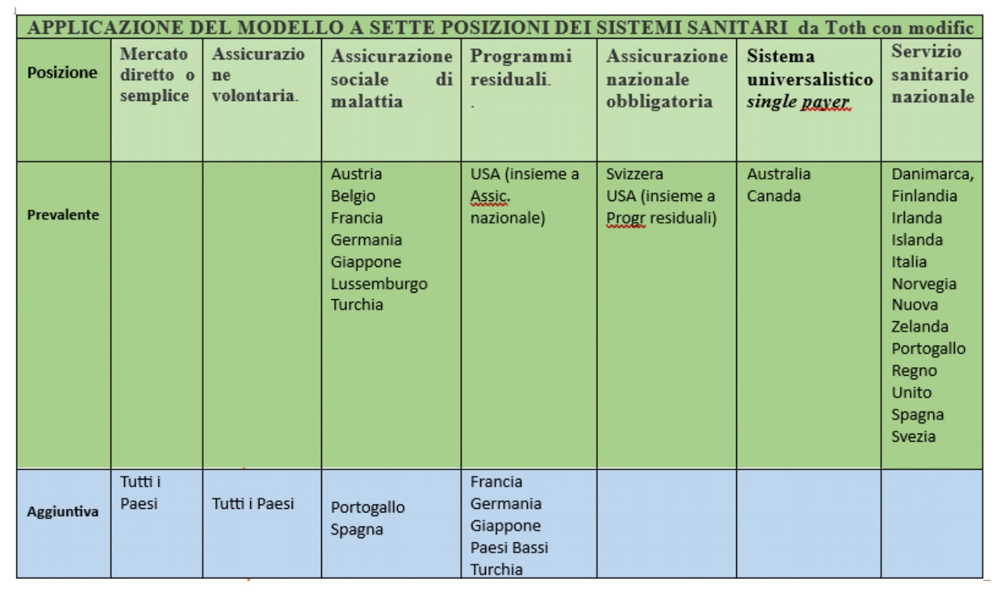 APPLICAZIONE DEL MODELLO A SETTE POSIZIONI DEI SISTEMI SANITARI da Toth con modific
Posizione
Mercato
diretto o
semplice
Assicurazio
ne
volontaria.
Assicurazione
sociale di
malattia
Programmi
residuali.
.
Assicurazione
nazionale
obbligatoria
Sistema
universalistico
single payer
Servizio
sanitario
nazionale
Prevalente
Austria
Belgio
Francia
Germania
Giappone
Lussemburgo
Turchia
USA (insieme a
Assic.
nazionale)
Svizzera
USA (insieme a
Progr residuali)
Australia
Canada
Danimarca,
Finlandia
Irlanda
Islanda
Italia
Norvegia
Nuova
Zelanda
Portogallo
Regno
Unito
Spagna
Svezia
Aggiuntiva
Tutti i
Paesi
Tutti i Paesi
Portogallo
Spagna
Francia
Germania
Giappone
Paesi Bassi
Turchia